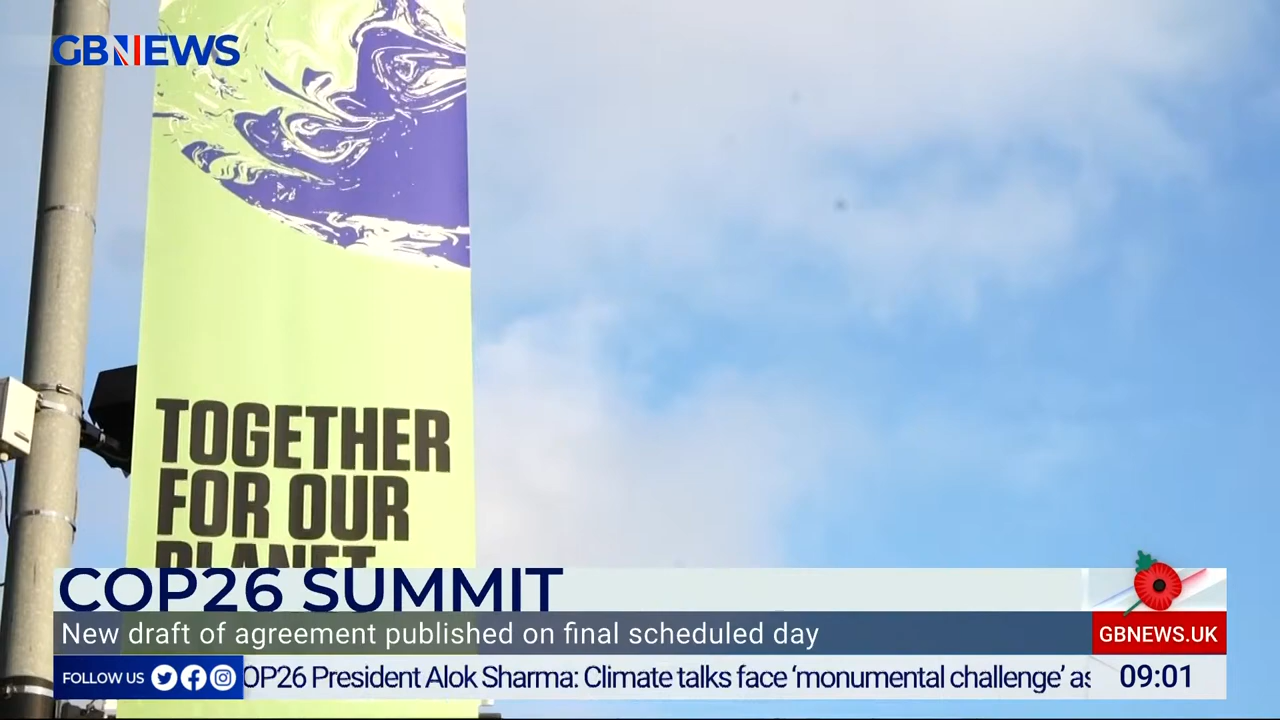 GBNEWS
TOGETHER
FOR OUR
PLANET
COP26 SUMMIT
New draft of agreement published on final scheduled day
GBNEWS.UK
FOLLOW US
OP26 President Alok Sharma: Climate talks face ‘monumental challenge’ as
09:01